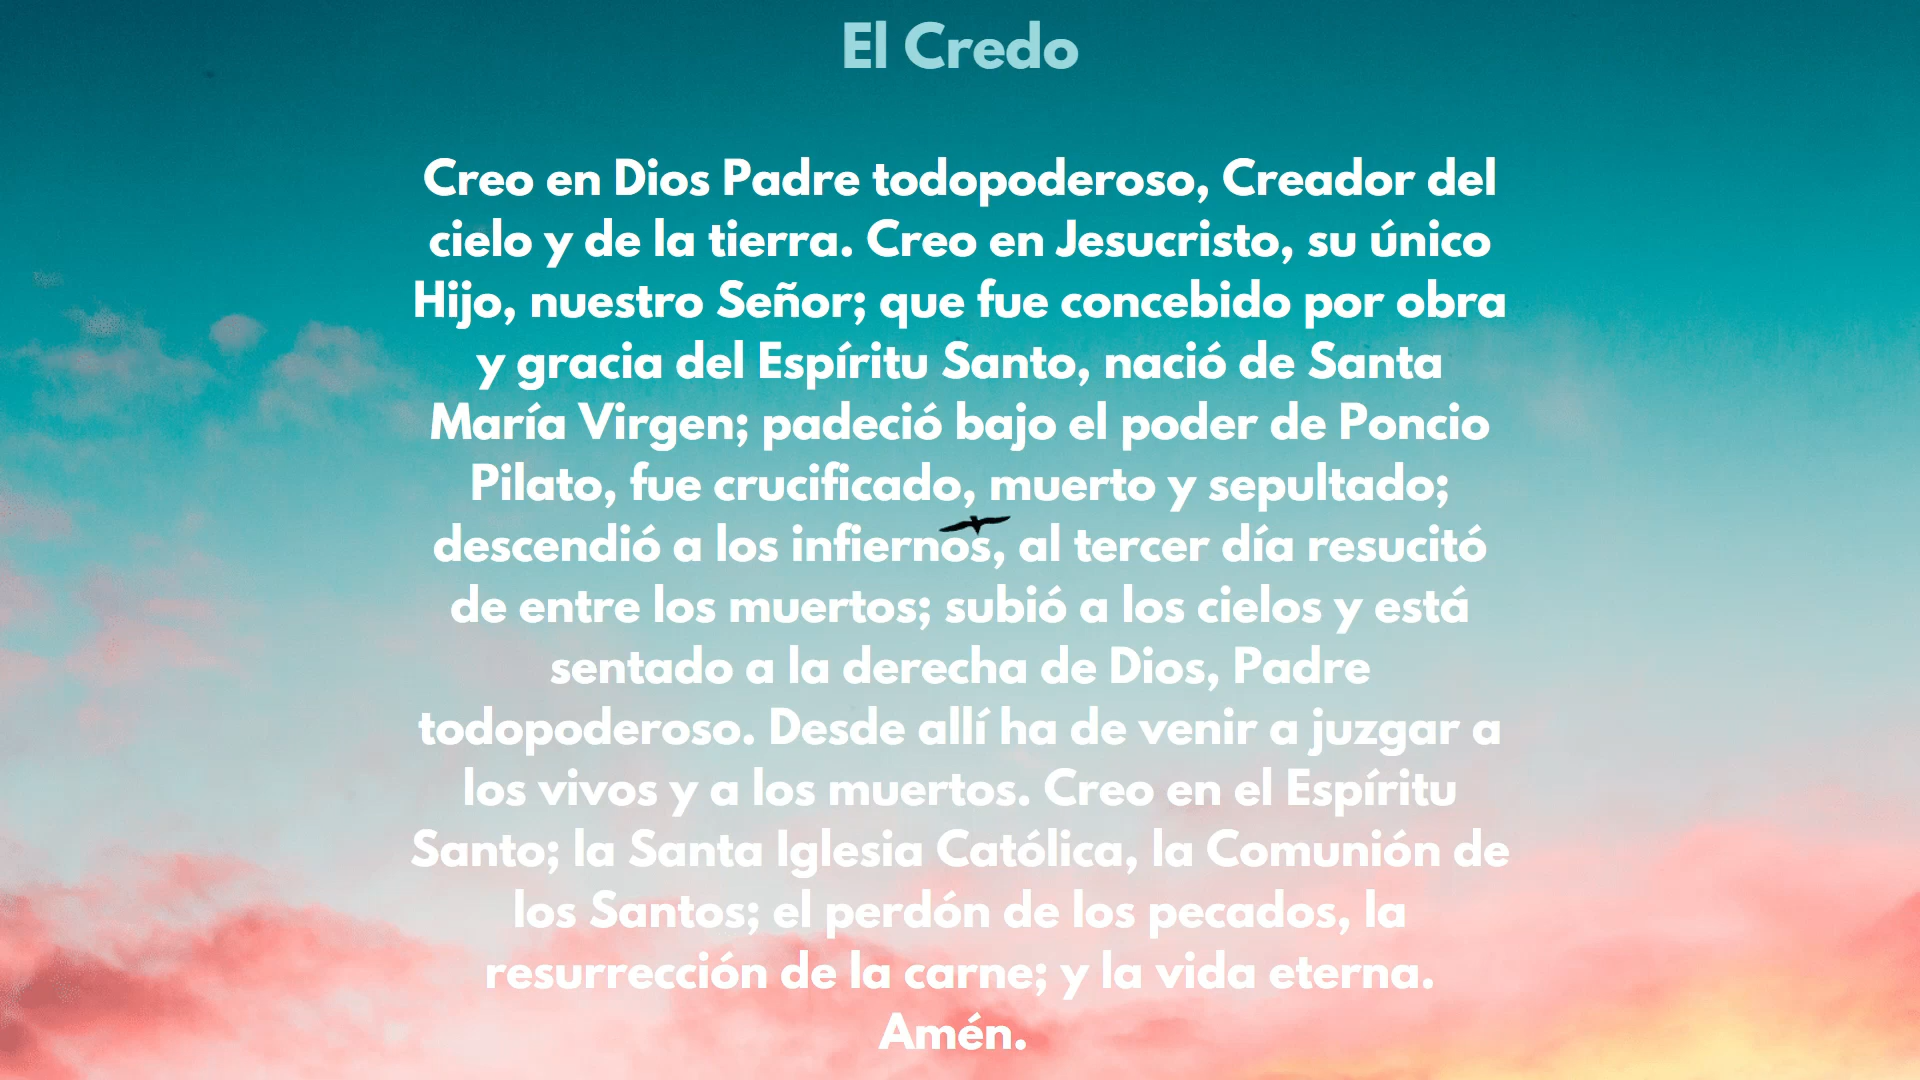 El Credo
Creo en Dios Padre todopoderoso, Creador del
cielo y de la tierra. Creo en Jesucristo, su único
Hijo, nuestro Señor; que fue concebido por obra
y gracia del Espíritu Santo, nació de Santa
María Virgen; padeció bajo el poder de Poncio
Pilato, fue crucificado, muerto y sepultado;
descendió a los infiernos, al tercer día resucitó
de entre los muertos; subió a los cielos y está
sentado a la derecha de Dios, Padre
todopoderoso. Desde allí ha de venir a juzgar a
los vivos y a los muertos. Creo en el Espíritu
Santo; la Santa Iglesia Católica, la Comunión de
los Santos; el perdón de los pecados, la
resurrección de la carne; y la vida eterna.
Amén.